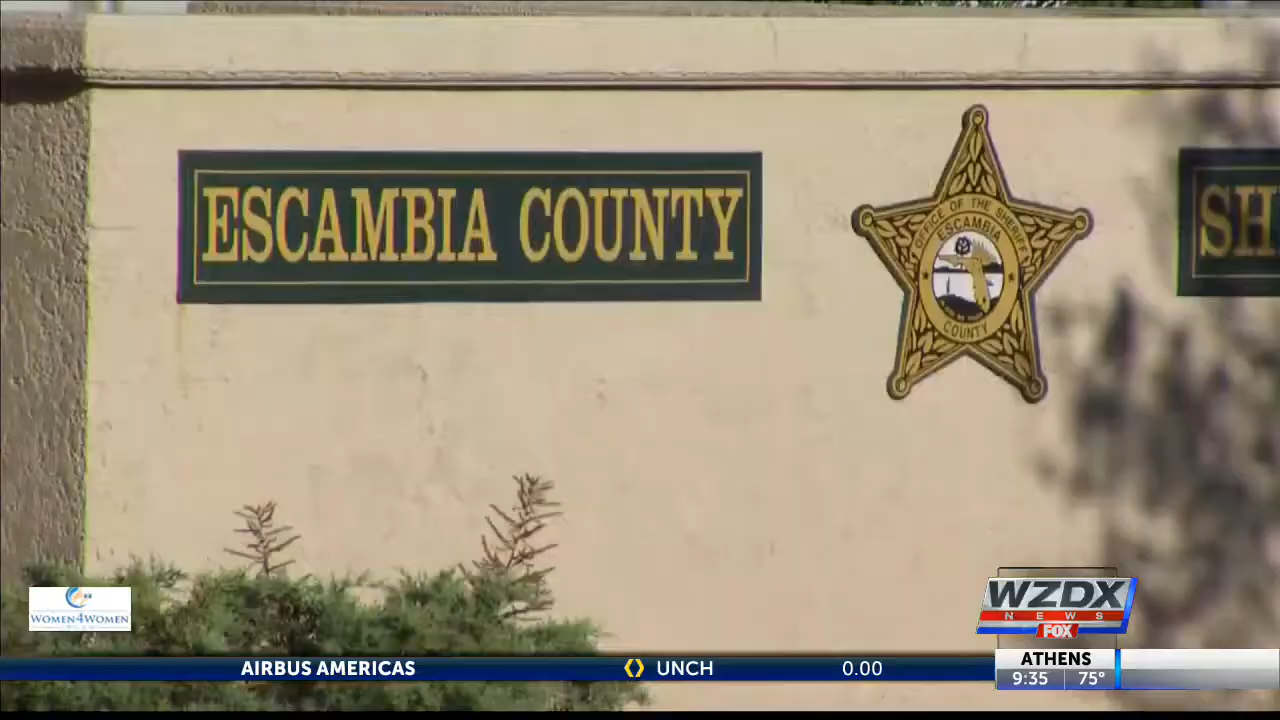 ESCAMBIA COUNTY
OFFICE OF THE SHERIFF
ESCAMBIA
COUNTY
SH
WOMEN4WOMEN
WZDX
NEWS
FOX
AIRBUS AMERICAS UNCH 0.00
ATHENS
9:35 75°